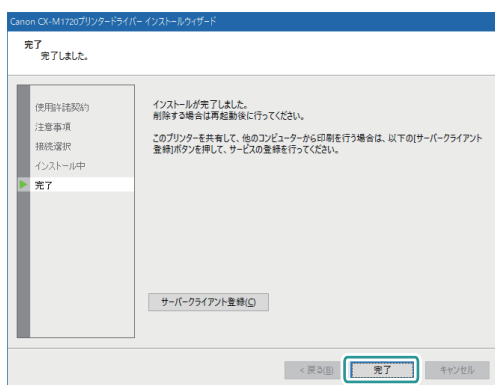 Canon CX-M1720プリンタードライバー インストールウィザード
完了
完了しました。
使用許諾契約
注意事項
接続選択
インストール中
完了
インストールが完了しました。
削除する場合は再起動後に行ってください。
このプリンターを共有して、他のコンピューターから印刷を行う場合は、以下の[サーバークライアント
登録]ボタンを押して、サービスの登録を行ってください。
サーバークライアント登録(C)
< 戻る(B)
完了
キャンセル